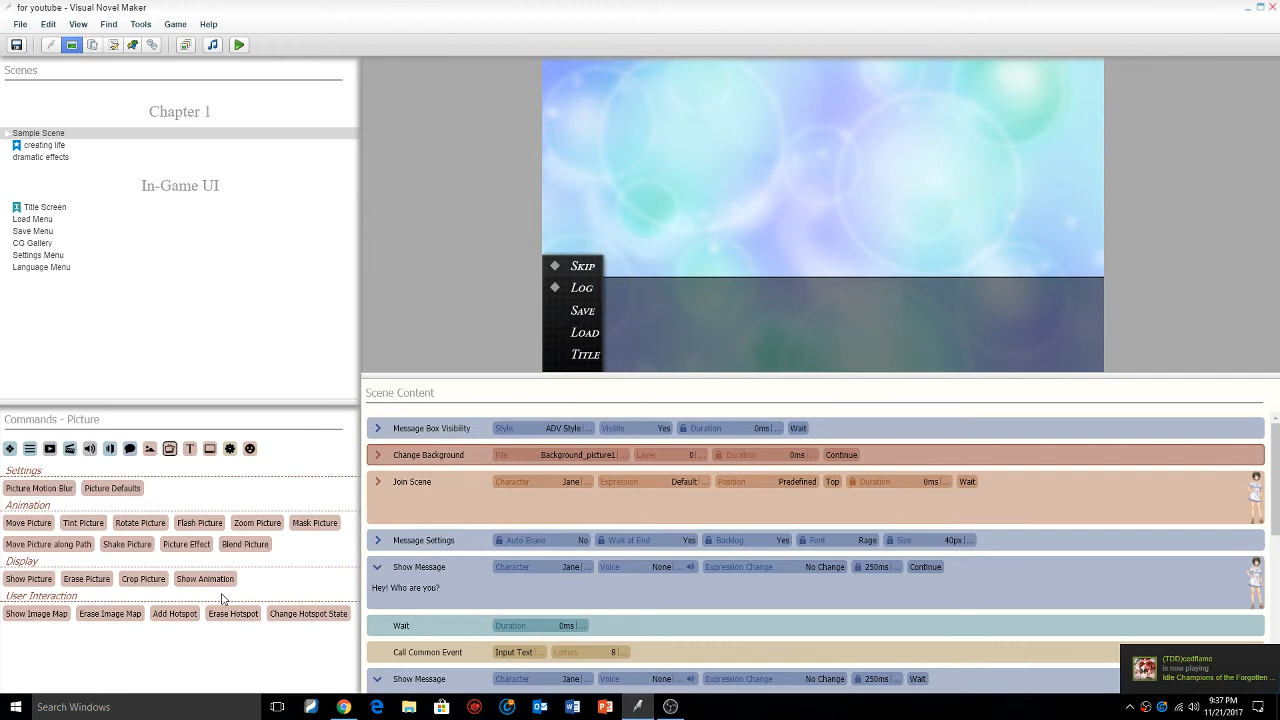 for youtube - Visual Novel Maker
File Edit View Find Tools Game Help
Scenes
Chapter 1
Sample Scene
creating life
dramatic effects
In-Game UI
Title Screen
Load Menu
Save Menu
CG Gallery
Settings Menu
Language Menu
SKIP
LOG
SAVE
LOAD
TITLE
Commands - Picture
Settings
Picture Motion Blur Picture Defaults
Animation
Move Picture Tint Picture Rotate Picture Flash Picture Zoom Picture Mask Picture
Move Picture along Path Shake Picture Picture Effect Blend Picture
Display
Show Picture Erase Picture Crop Picture Show Animation
User Interaction
Show Image Map Erase Image Map Add Hotspot Erase Hotspot Change Hotspot State
Scene Content
Message Box Visibility Style ADV Style ... Visible Yes Duration 0ms ... Wait
Change Background File Background_picture1 ... Layer 0 ... Duration 0ms ... Continue
Join Scene Character Jane ... Expression Default ... Position Predefined Top Duration 0ms ... Wait
Message Settings Auto Erase No Wait at End Yes Backlog Yes Font Rage Size 40px ...
Show Message Character Jane ... Voice None ... Expression Change No Change 250ms ... Continue
Hey! Who are you?
Wait Duration 0ms ...
Call Common Event Input Text ... Letters 8 ...
Show Message Character Jane ... Voice None ... Expression Change No Change 250ms ... Wait
(TDD)cedflame
is now playing
Idle Champions of the Forgotten ...
Search Windows
9:37 PM
11/21/2017